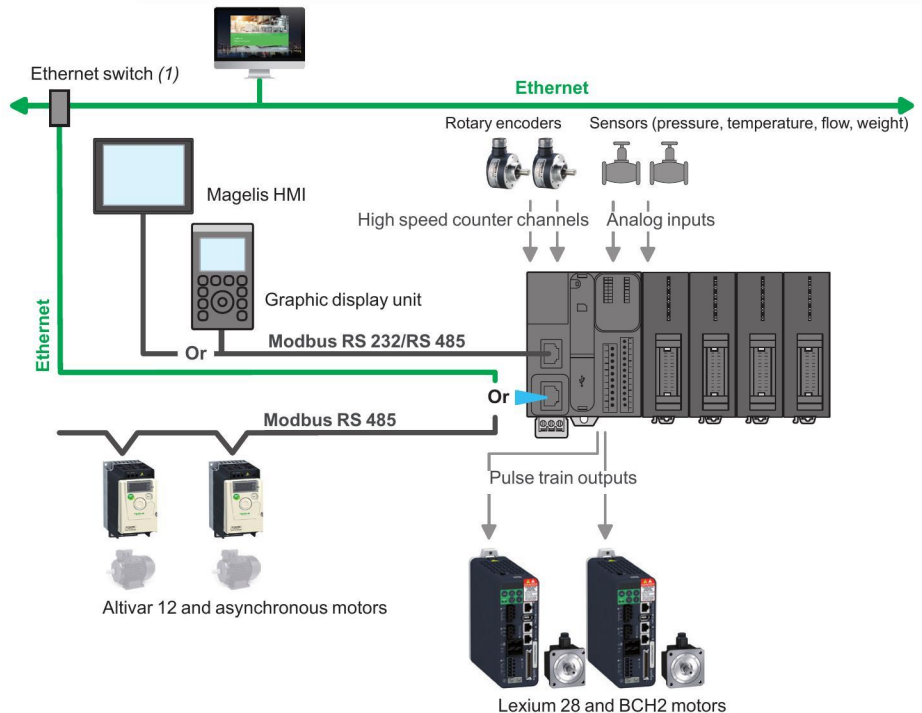 Ethernet switch (1)
Ethernet
Rotary encoders
Sensors (pressure, temperature, flow, weight)
Magelis HMI
High speed counter channels
Analog inputs
Graphic display unit
Ethernet
Modbus RS 232/RS 485
Or
Or
Modbus RS 485
Pulse train outputs
Altivar 12 and asynchronous motors
Lexium 28 and BCH2 motors